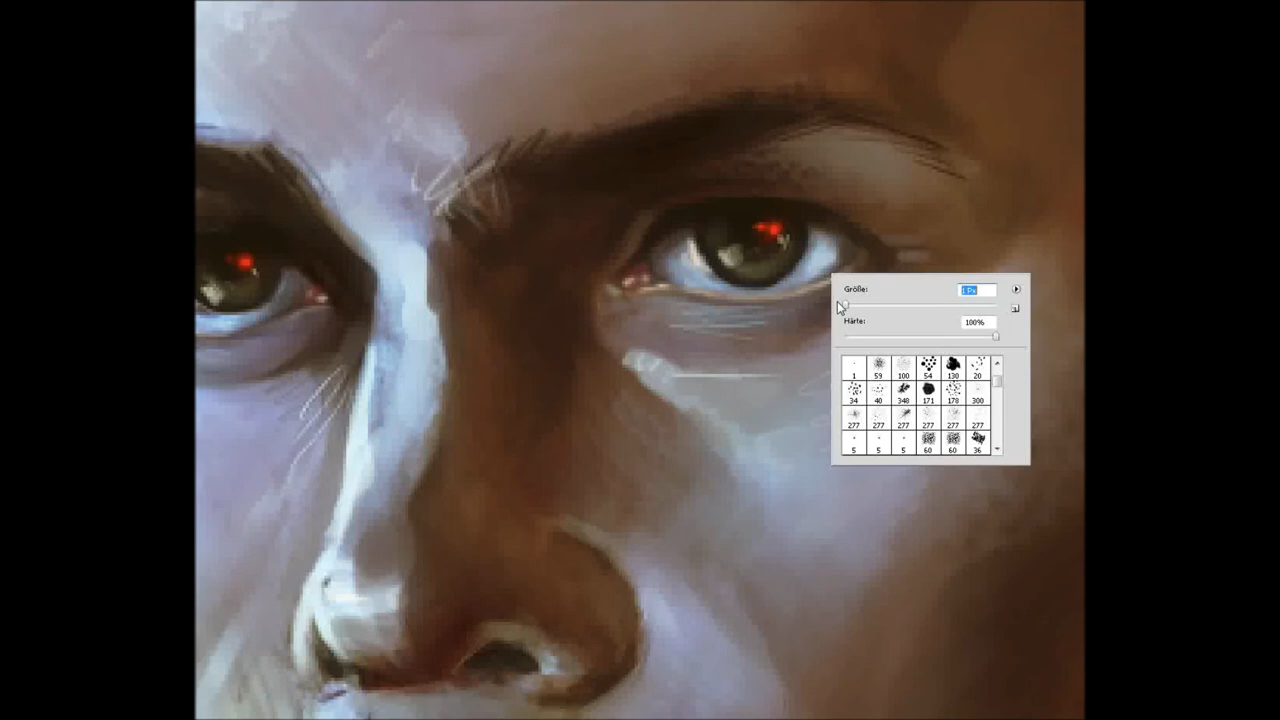 Größe:
1 Px
Härte:
100%
1 59 100 54 130 20
34 40 348 171 178 300
277 277 277 277 277 277
5 5 5 60 60 36